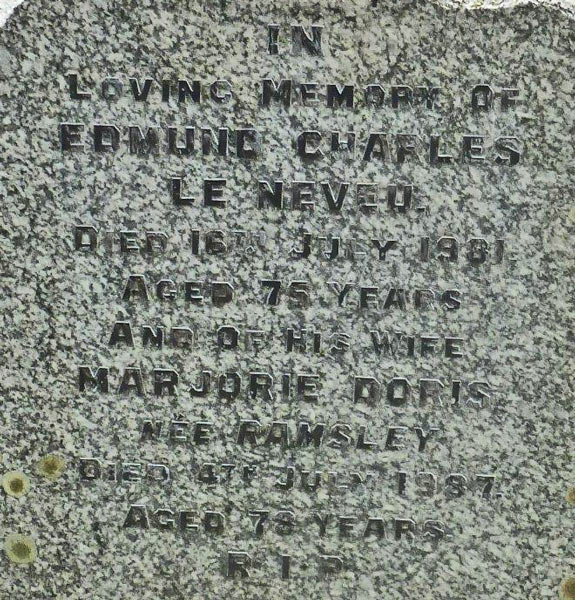 IN
LOVING MEMORY OF
EDMUND CHARLES
LE NEVEU.
DIED 16TH JULY 1981.
AGED 75 YEARS
AND OF HIS WIFE
MARJORIE DORIS
NÉE RAMSLEY
DIED 4TH JULY 1987.
AGED YEARS
R.I.P.